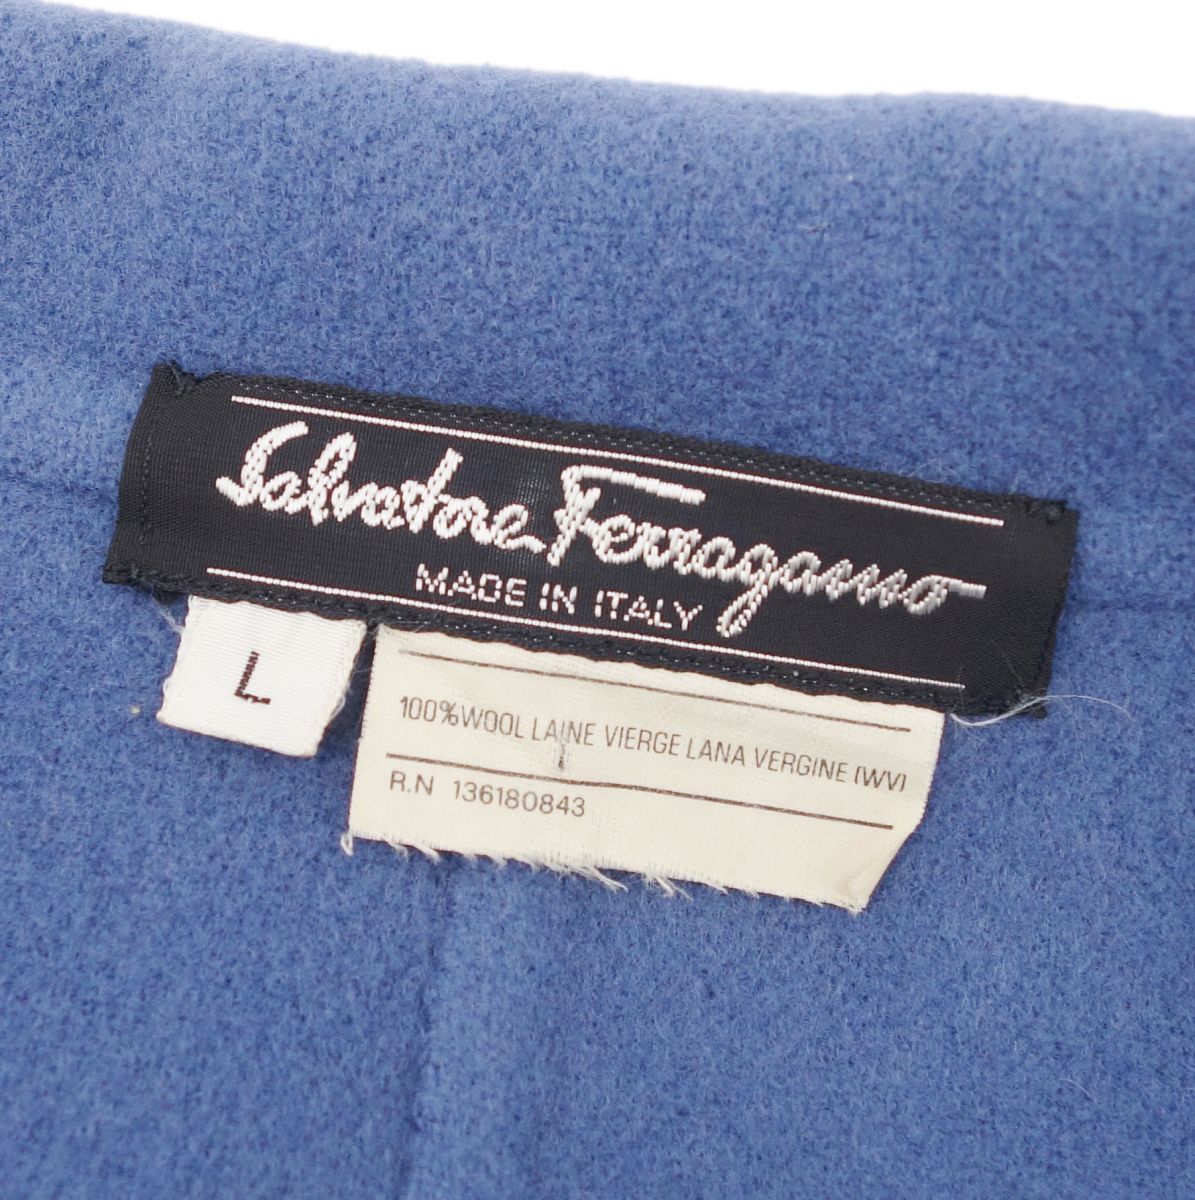 Salvatore Ferragamo
MADE IN ITALY
L
100%WOOL LAINE VIERGE LANA VERGINE (WV)
R.N 136180843